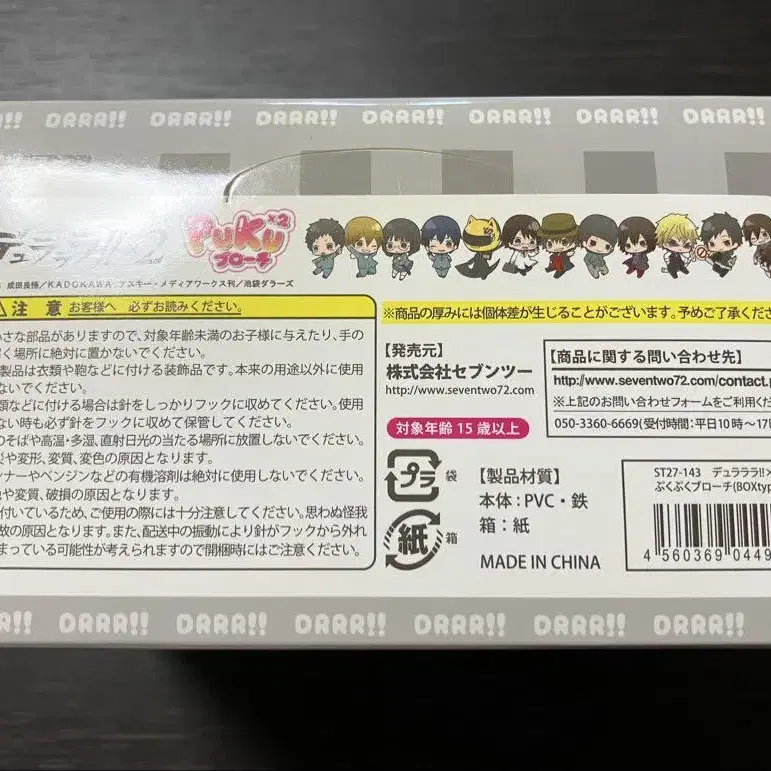 DRRR!! DRRR!! DRRR!! DRRR!! DRRR!! DRRR!! DRRR!!
デュラララ!!×2 PUKU×2 ブローチ
成田良悟/KADOKAWA アスキー・メディアワークス刊/池袋ダラーズ
注意 お客様へ 必ずお読みください。
さな部品がありますので、対象年齢未満のお子様に与えたり、手の
く場所に絶対に置かないでください。
製品は衣類や鞄などに付ける装飾品です。本来の用途以外に使用
ないでください。
類などに付ける場合は針をしっかりフックに収めてください。使用
ない時も必ず針をフックに収めて保管してください。
のそばや高温・多湿、直射日光の当たる場所に放置しないでください。
や変形、変質、変色の原因となります。
ンナーやベンジンなどの有機溶剤は絶対に使用しないでください。
や変質、破損の原因となります。
付いているため、ご使用の際には十分注意してください。思わぬ怪我
故の原因となります。また、配送中の振動により針がフックから外れ
まっている可能性が考えられますので開梱時にはご注意ください。
※商品の厚みには個体差が生じることがございます。予めご了承くださ
【発売元】
株式会社セブンツー
http://www.seventwo72.com
【商品に関する問い合わせ先】
http://www.seventwo72.com/contact.p
※上記のお問い合わせフォームをご利用くだ
050-3360-6669(受付時間:平日10時〜17
対象年齢 15 歳以上
プラ 袋
紙 箱
【製品材質】
本体:PVC・鉄
箱:紙
MADE IN CHINA
ST27-143 デュラララ!!×
ぷくぷくブローチ(BOXtyp
4 560369 0449
DRRR!! DRRR!! DRRR!! DRRR!! DRRR!! DRRR!!